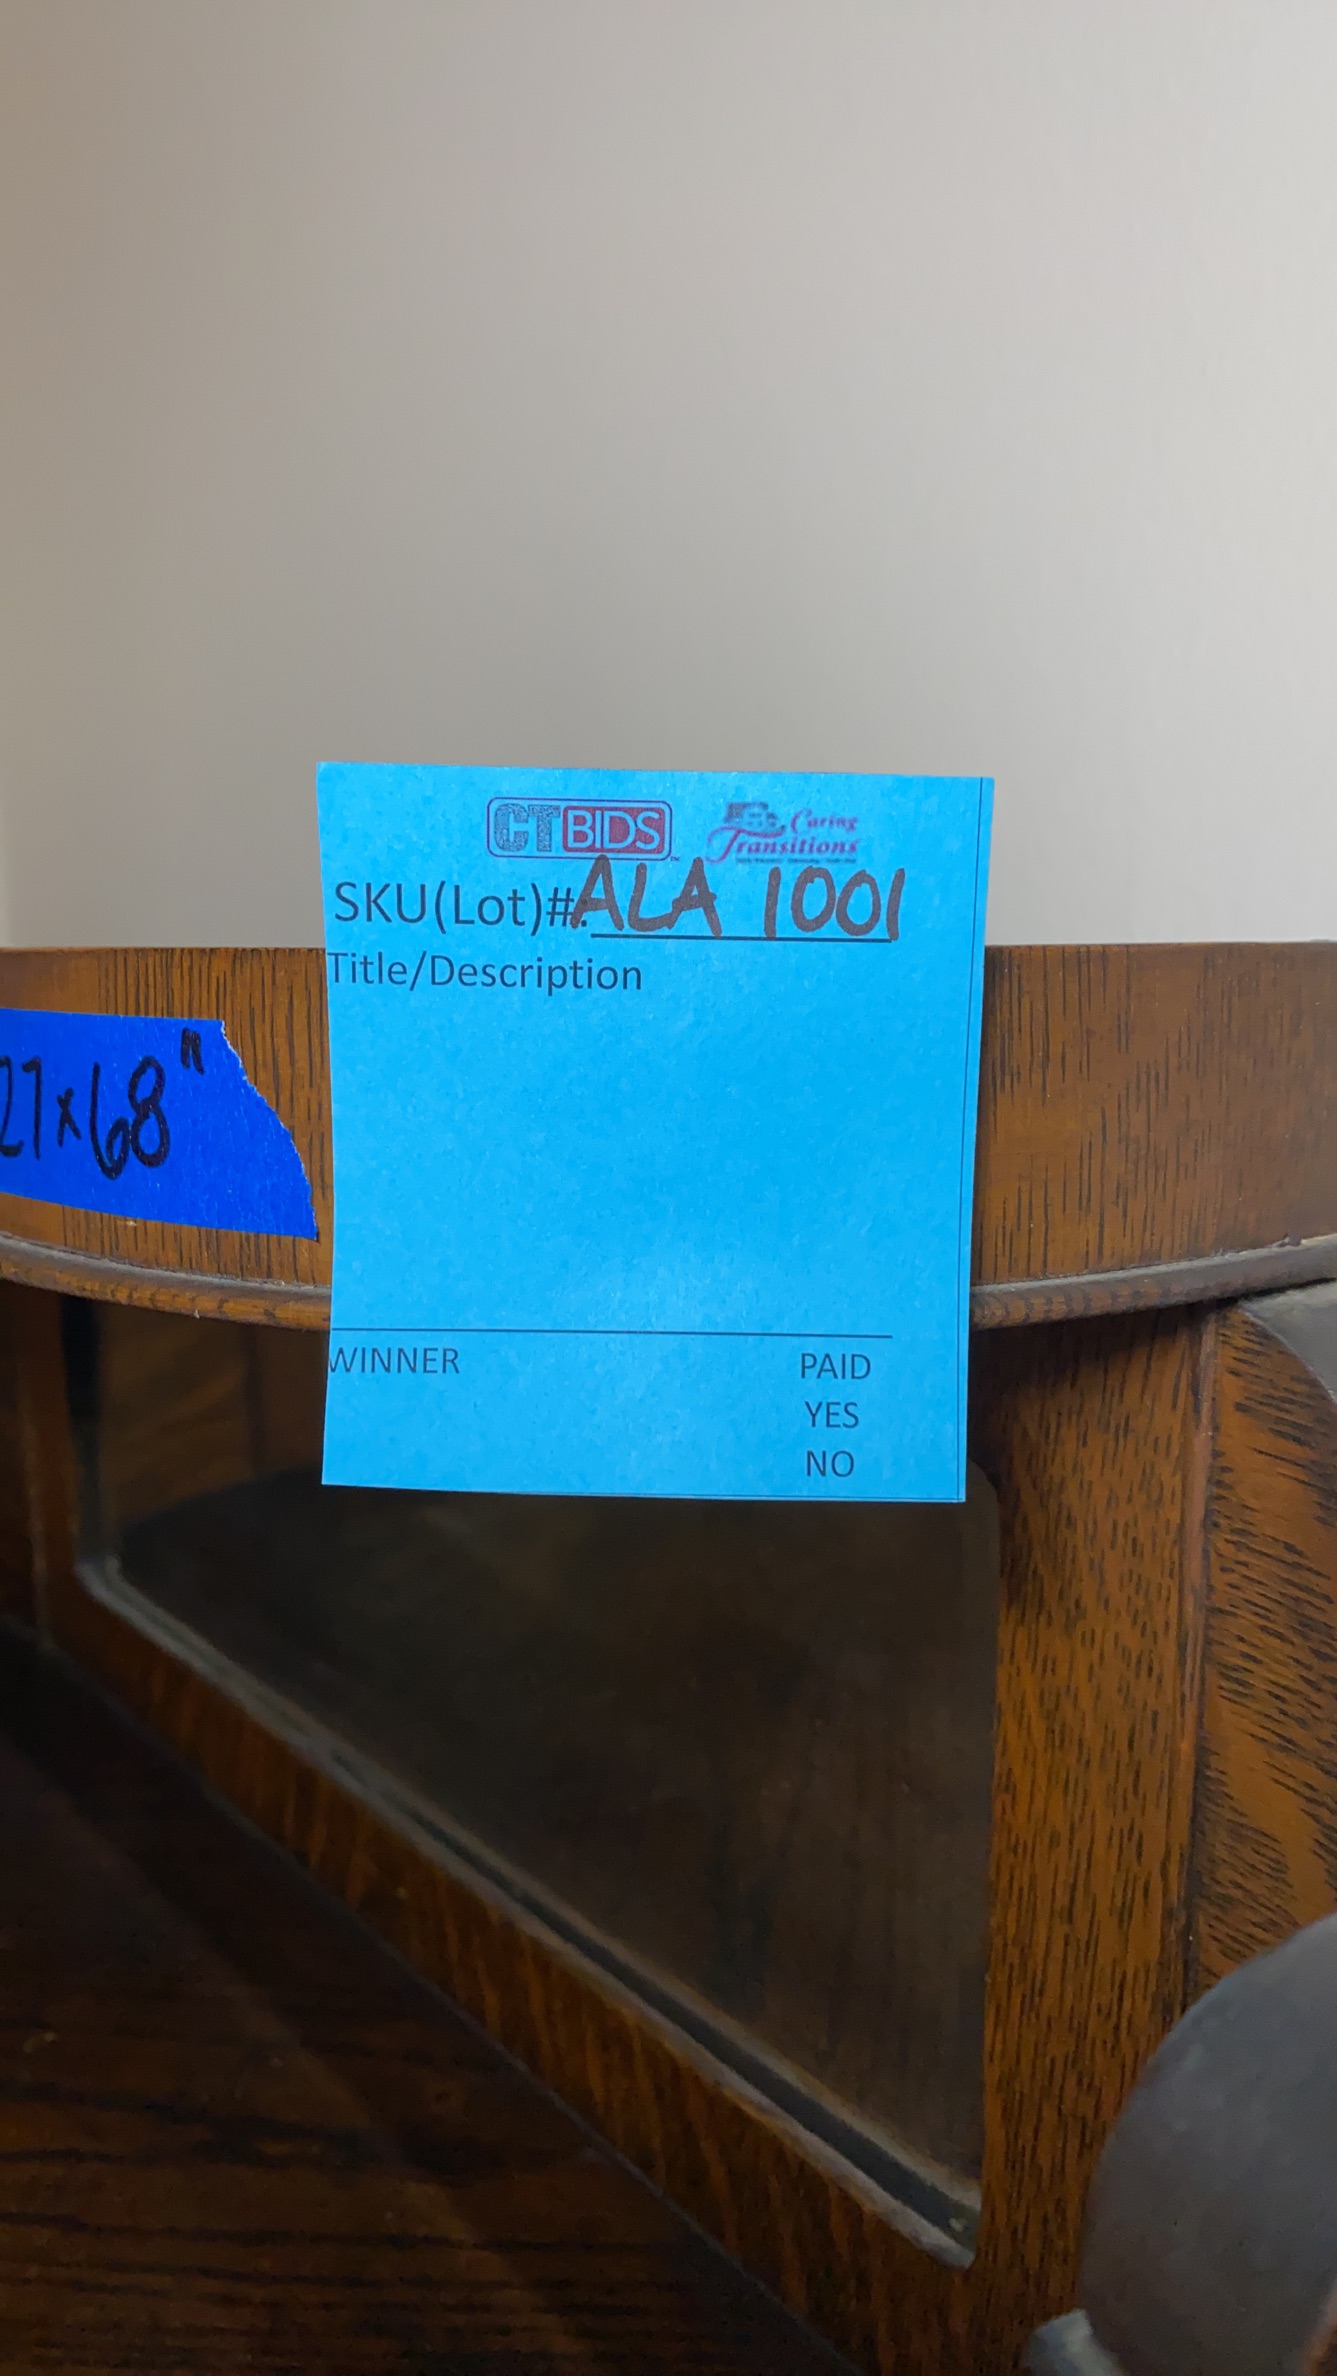 CTBIDS
Caring
Transitions
SKU(Lot)#: ALA 1001
Title/Description
27x68"
WINNER PAID
YES
NO